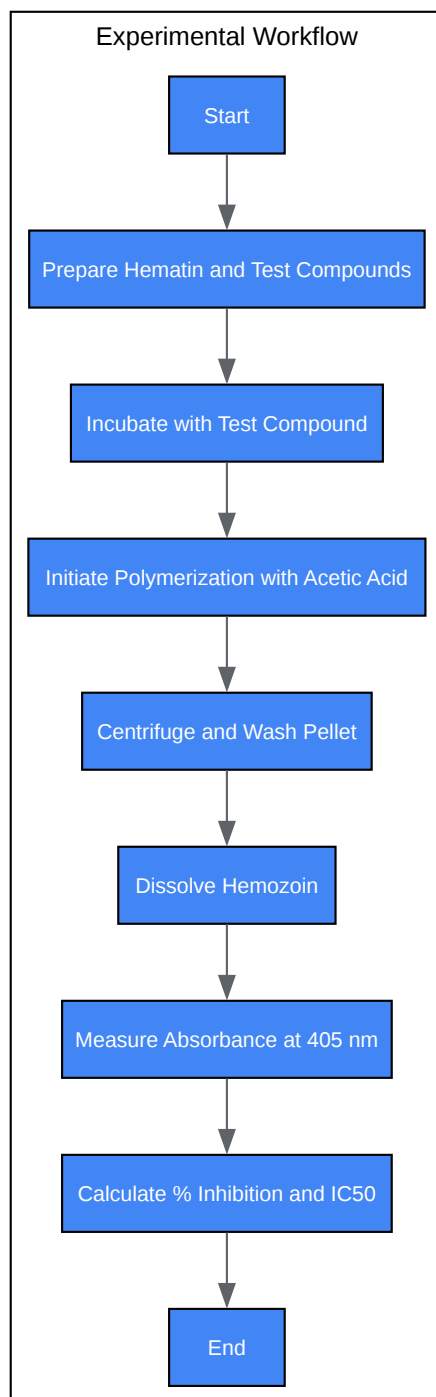 Experimental Workflow
Start
Prepare Hematin and Test Compounds
Incubate with Test Compound
Initiate Polymerization with Acetic Acid
Centrifuge and Wash Pellet
Dissolve Hemozoin
Measure Absorbance at 405 nm
Calculate % Inhibition and IC50
End